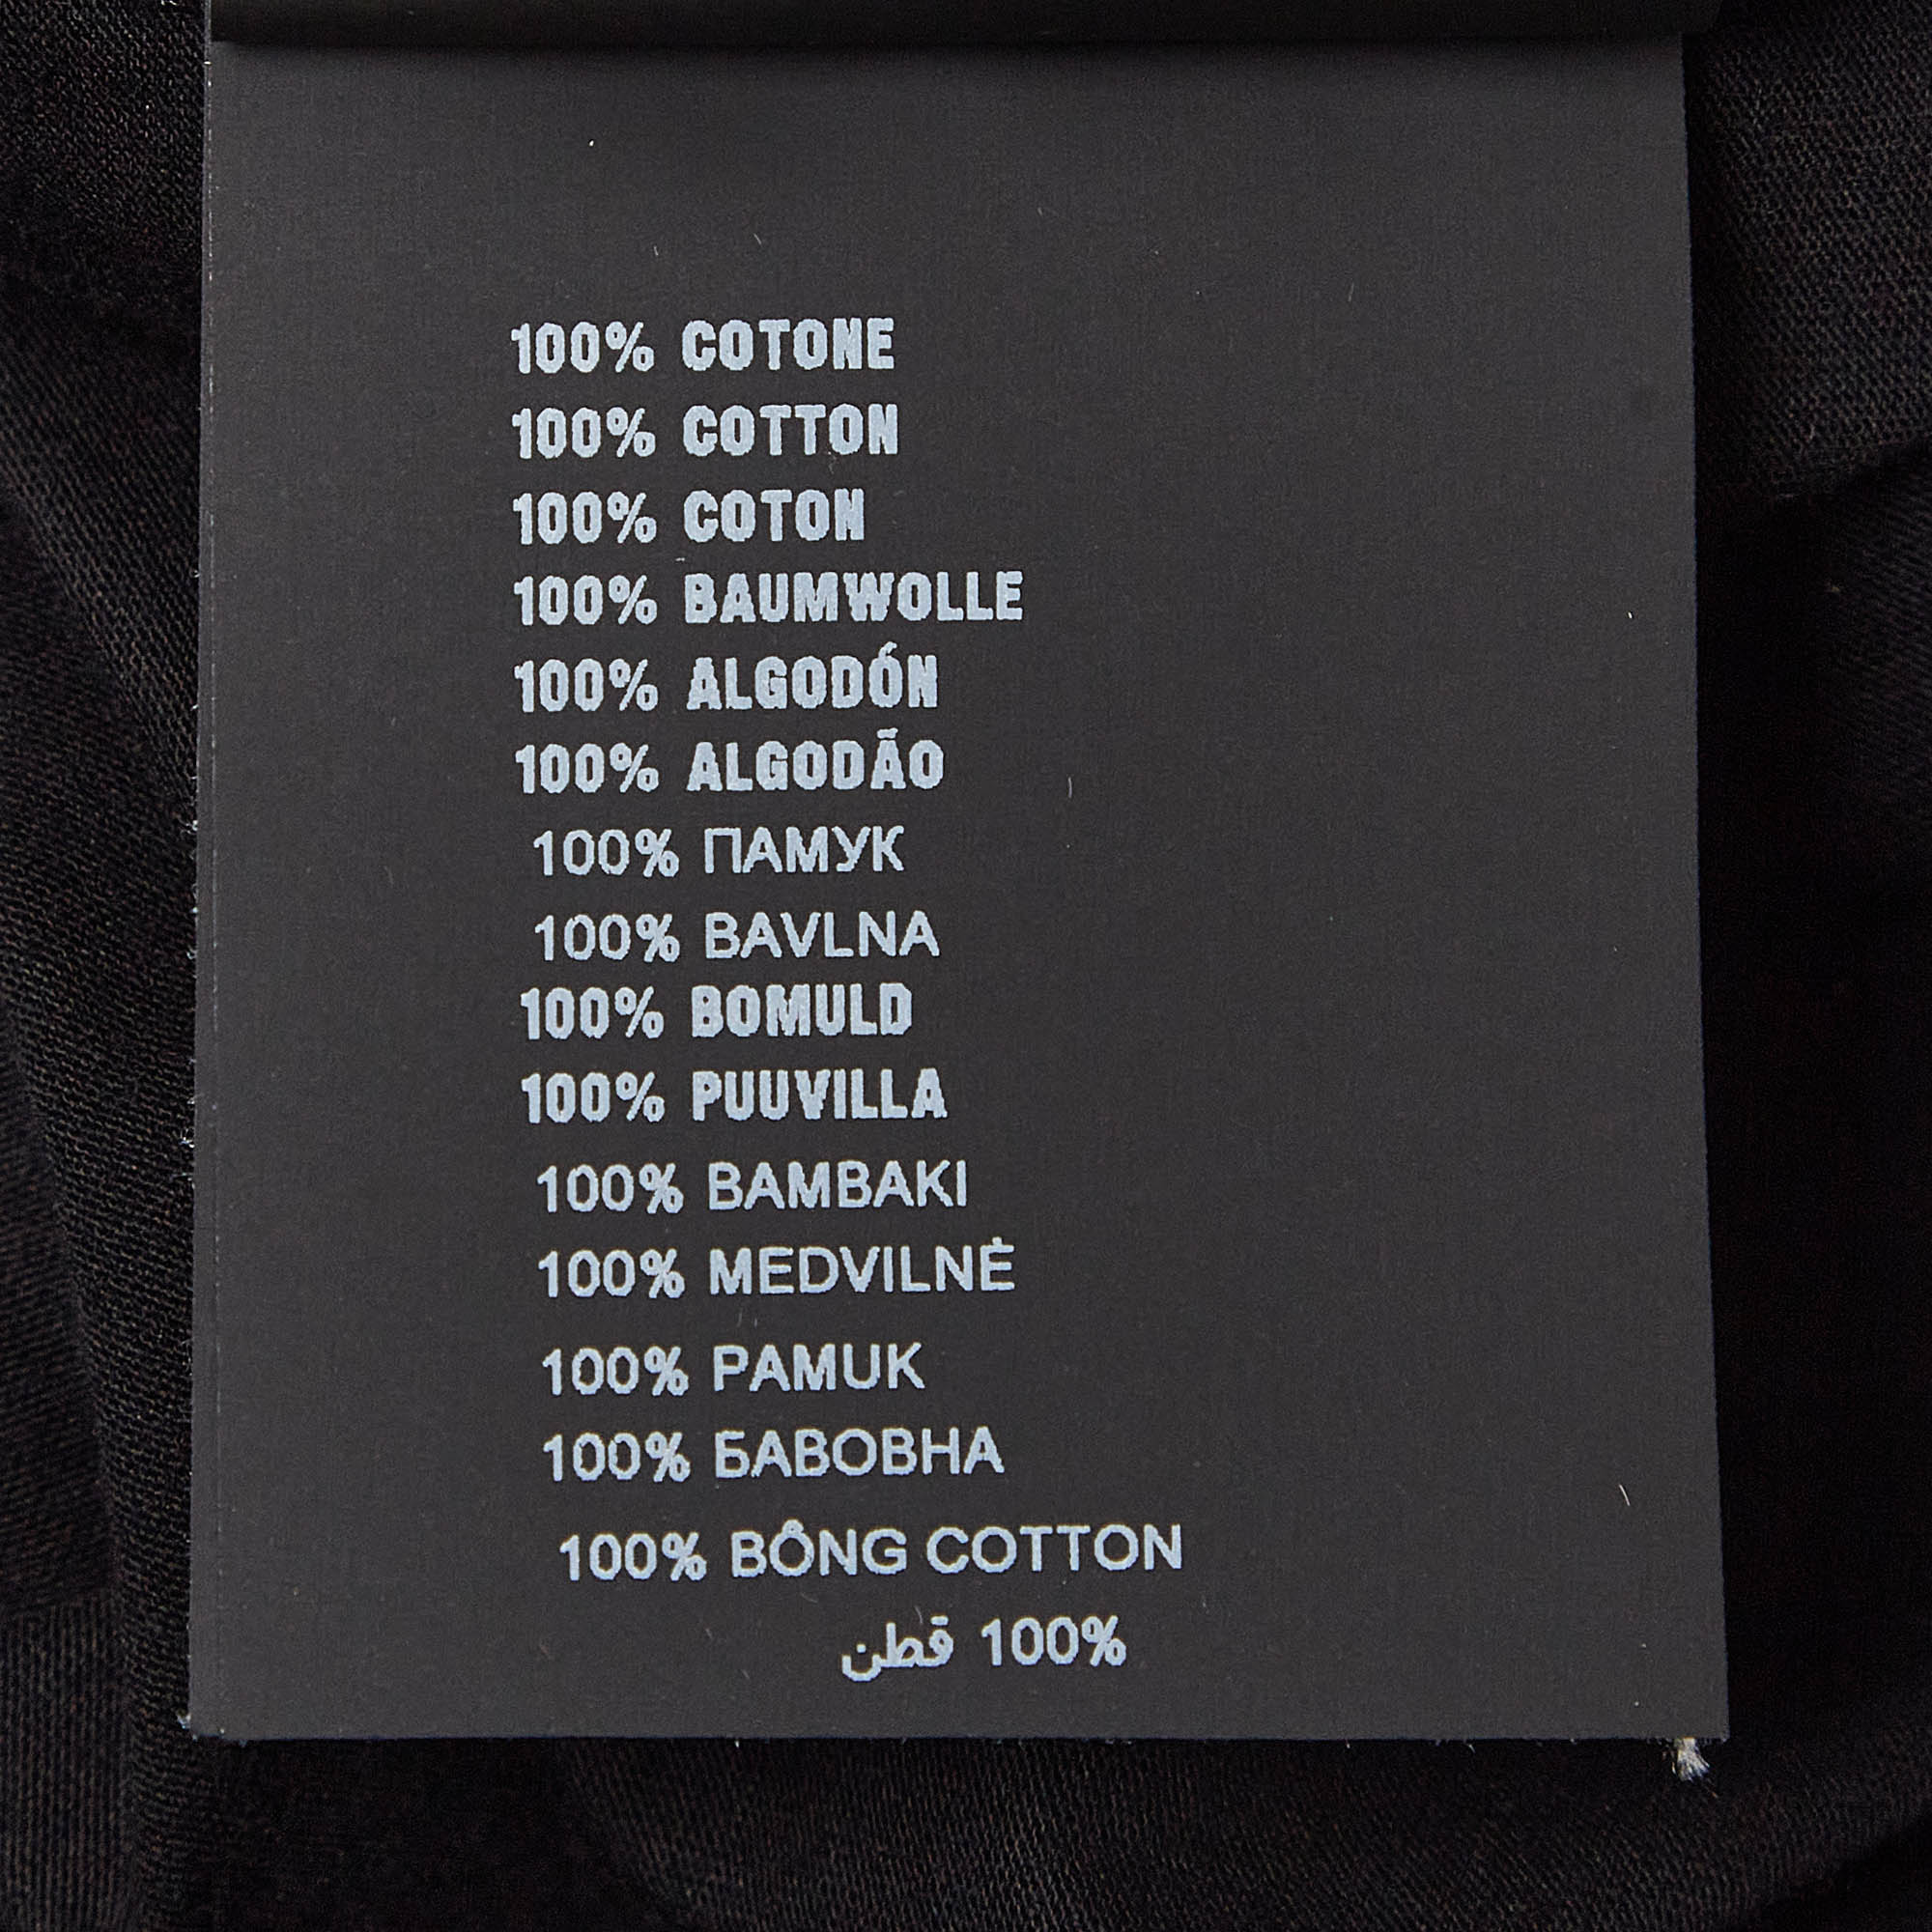 100% COTONE
100% COTTON
100% COTON
100% BAUMWOLLE
100% ALGODÓN
100% ALGODÃO
100% ПАМУК
100% BAVLNA
100% BOMULD
100% PUUVILLA
100% BAMBAKI
100% MEDVILNĖ
100% PAMUK
100% БАВОВНА
100% BÔNG COTTON
100% قطن